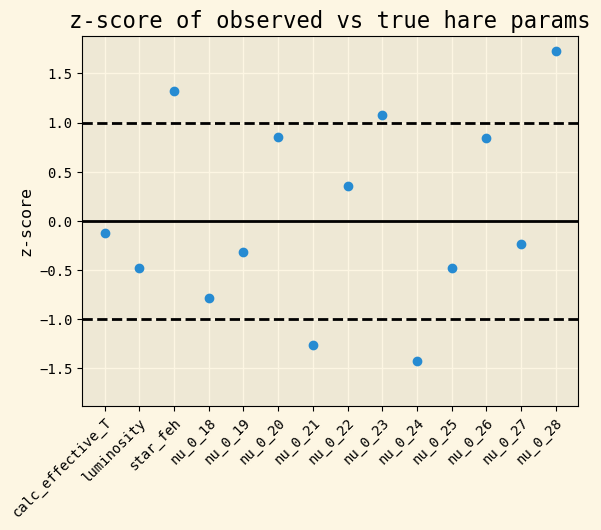 z-score of observed vs true hare params
z-score
1.5
1.0
0.5
0.0
−0.5
−1.0
−1.5
calc_effective_T
luminosity
star_feh
nu_0_18
nu_0_19
nu_0_20
nu_0_21
nu_0_22
nu_0_23
nu_0_24
nu_0_25
nu_0_26
nu_0_27
nu_0_28